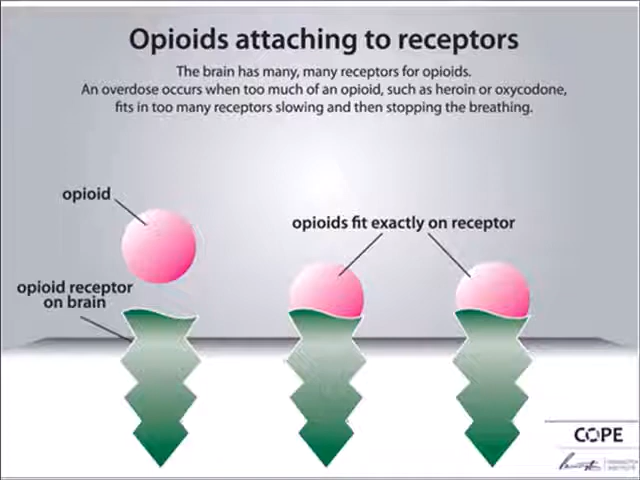 Opioids attaching to receptors
The brain has many, many receptors for opioids.
An overdose occurs when too much of an opioid, such as heroin or oxycodone,
fits in too many receptors slowing and then stopping the breathing.
opioid
opioids fit exactly on receptor
opioid receptor
on brain
COPE